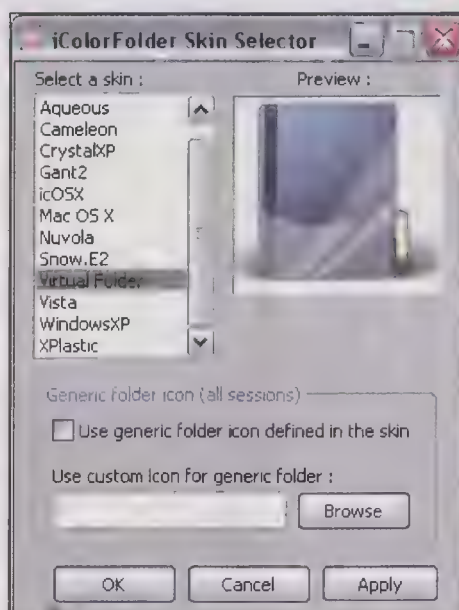 iColorFolder Skin Selector
Select a skin :
Preview :
Aqueous
Cameleon
CrystalXP
Gant2
icOSX
Mac OS X
Nuvola
Snow.E2
Virtual Folder
Vista
WindowsXP
XPlastic
Generic folder icon (all sessions)
Use generic folder icon defined in the skin
Use custom icon for generic folder :
Browse
OK
Cancel
Apply